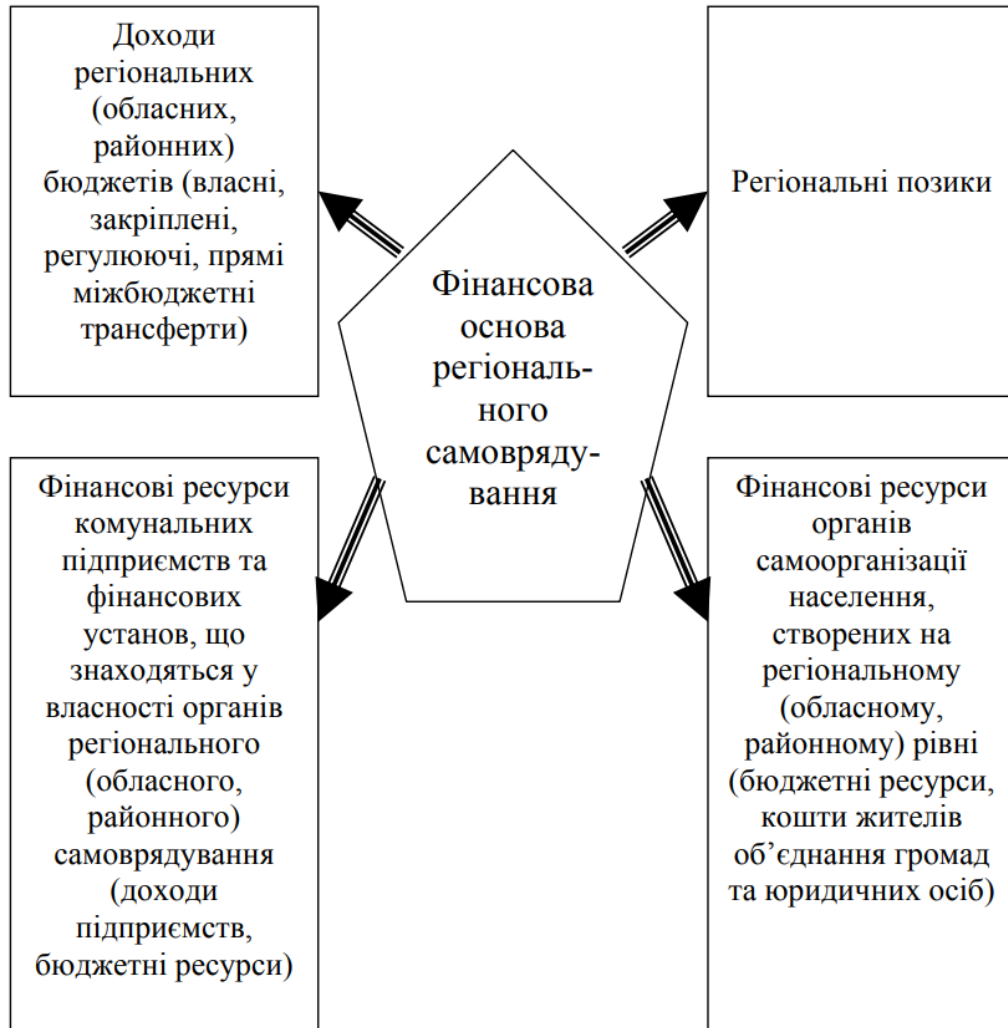 Доходи
регіональних
(обласних,
районних)
бюджетів (власні,
закріплені,
регулюючі, прямі
міжбюджетні
трансферти)
Регіональні позики
Фінансова
основа
регіональ-
ного
самовряду-
вання
Фінансові ресурси
комунальних
підприємств та
фінансових
установ, що
знаходяться у
власності органів
регіонального
(обласного,
районного)
самоврядування
(доходи
підприємств,
бюджетні ресурси)
Фінансові ресурси
органів
самоорганізації
населення,
створених на
регіональному
(обласному,
районному) рівні
(бюджетні ресурси,
кошти жителів
об’єднання громад
та юридичних осіб)